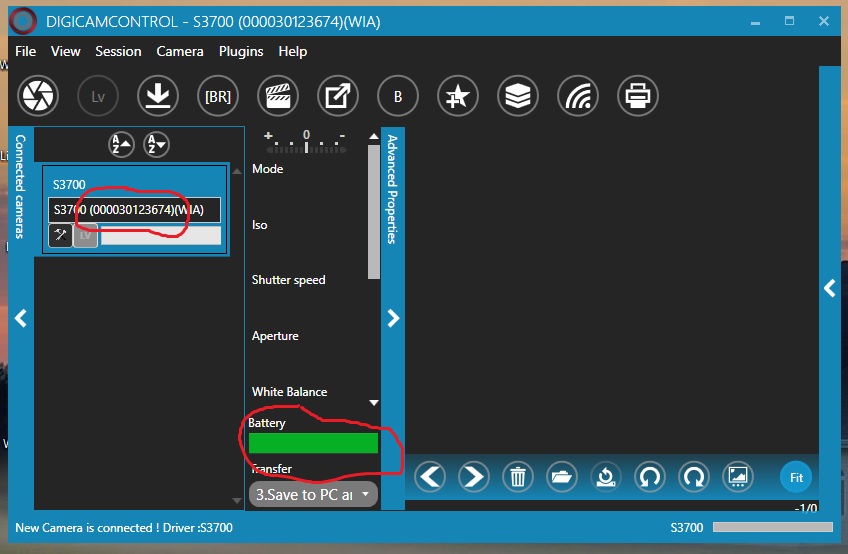 DIGICAMCONTROL - S3700 (000030123674)(WIA)
File View Session Camera Plugins Help
Lv [BR] B
Connected cameras
A Z A Z
S3700
S3700 (000030123674)(WIA)
LV
+ 0 -
Mode
Iso
Shutter speed
Aperture
White Balance
Battery
Transfer
3.Save to PC a
Advanced Properties
Fit
-1/0
New Camera is connected ! Driver :S3700
S3700